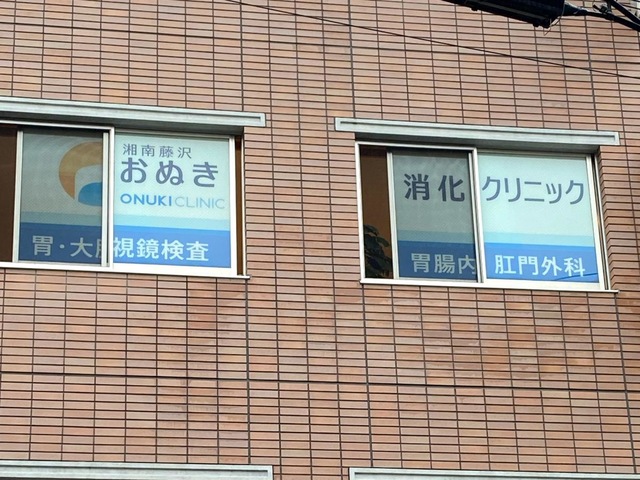 湘南藤沢
おぬき
ONUKI CLINIC
胃・大腸視鏡検査
消化クリニック
胃腸内 肛門外科